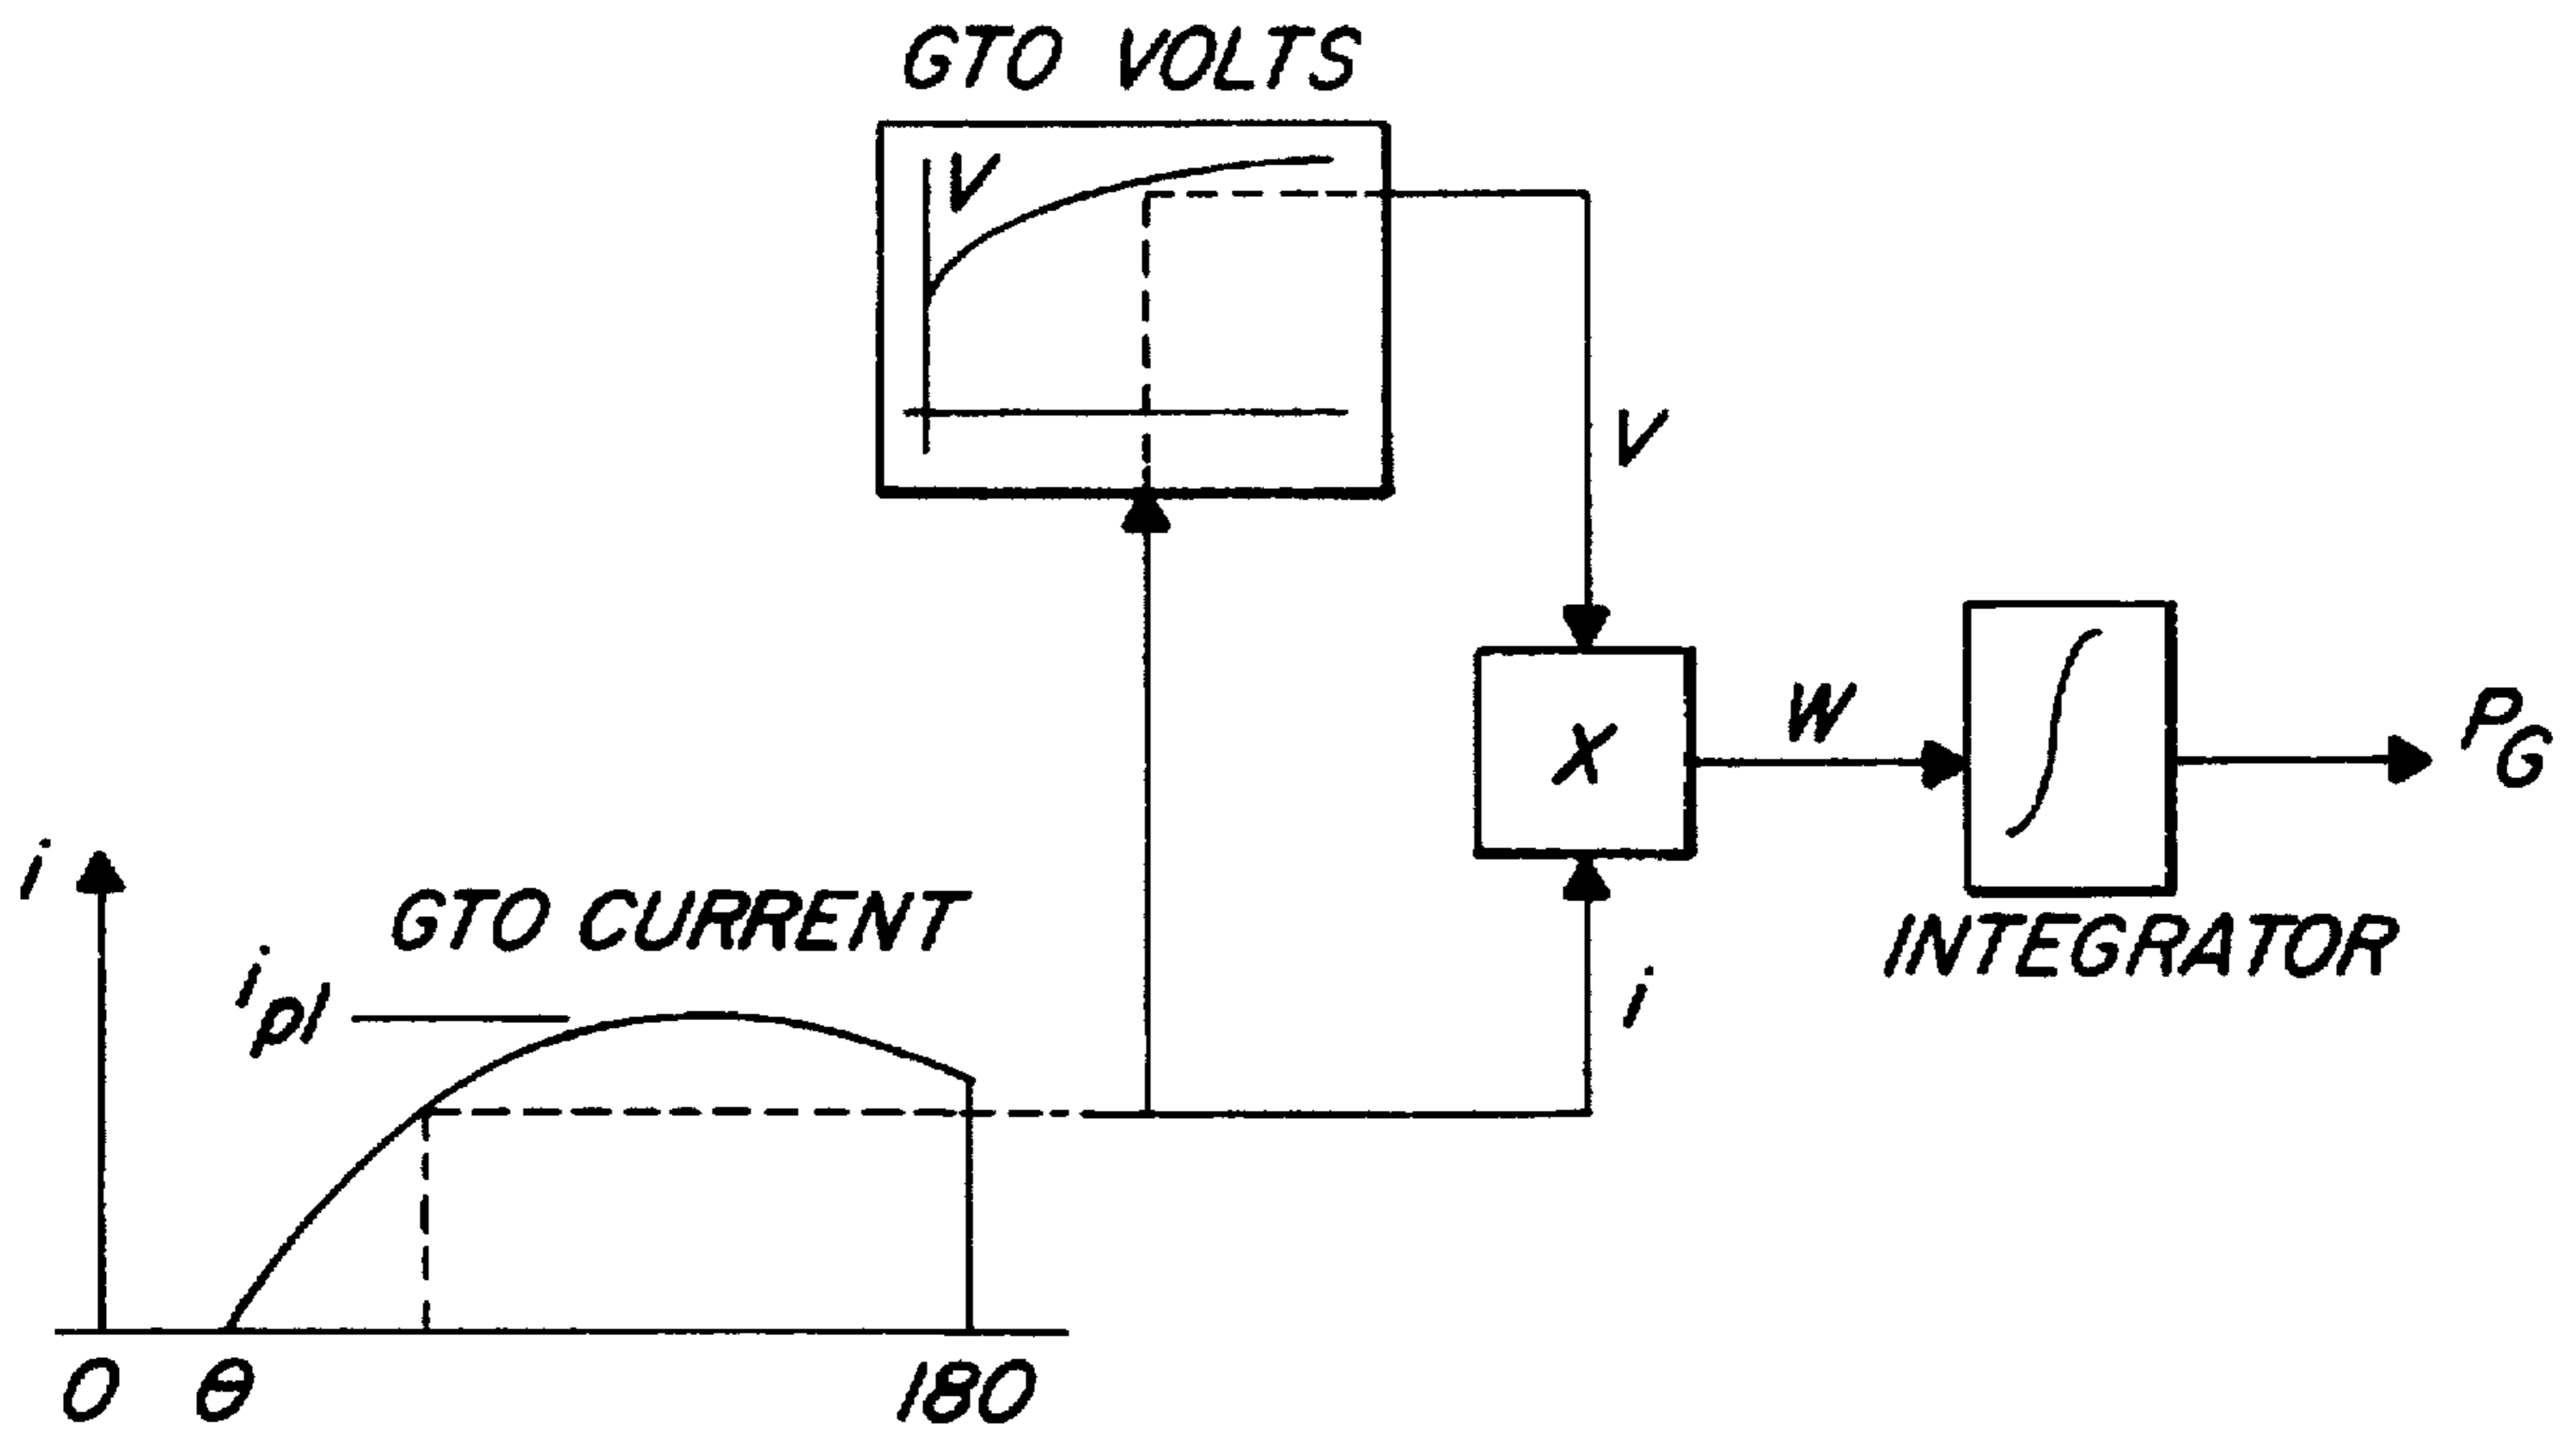 GTO VOLTS
V
V
X
W
∫
P_G
INTEGRATOR
i
GTO CURRENT
i_pl
i
0 θ 180